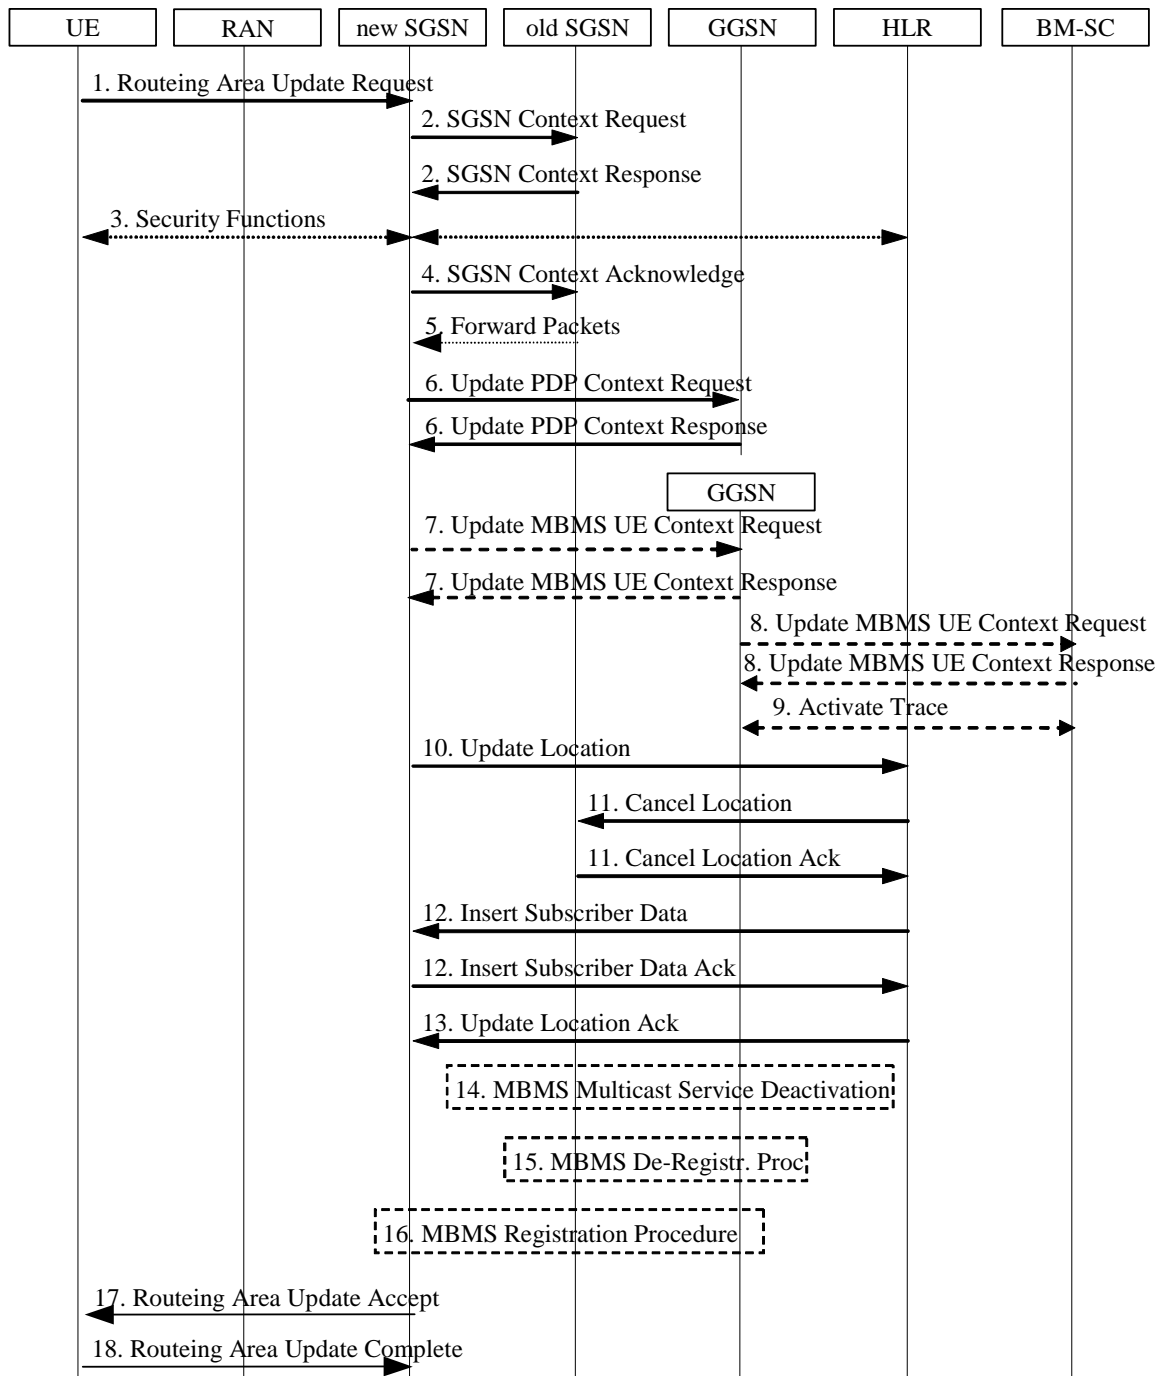 UE
RAN
new SGSN
old SGSN
GGSN
HLR
BM-SC
1. Routeing Area Update Request
2. SGSN Context Request
2. SGSN Context Response
3. Security Functions
4. SGSN Context Acknowledge
5. Forward Packets
6. Update PDP Context Request
6. Update PDP Context Response
GGSN
7. Update MBMS UE Context Request
7. Update MBMS UE Context Response
8. Update MBMS UE Context Request
8. Update MBMS UE Context Response
9. Activate Trace
10. Update Location
11. Cancel Location
11. Cancel Location Ack
12. Insert Subscriber Data
12. Insert Subscriber Data Ack
13. Update Location Ack
14. MBMS Multicast Service Deactivation
15. MBMS De-Registr. Proc
16. MBMS Registration Procedure
17. Routeing Area Update Accept
18. Routeing Area Update Complete